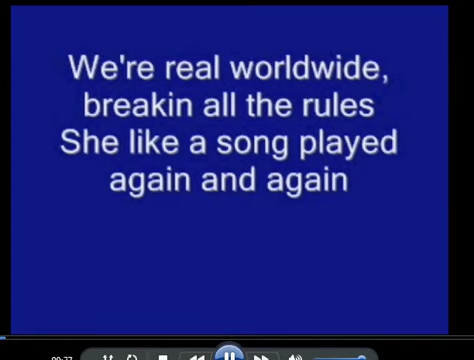 We're real worldwide,
breakin all the rules
She like a song played
again and again